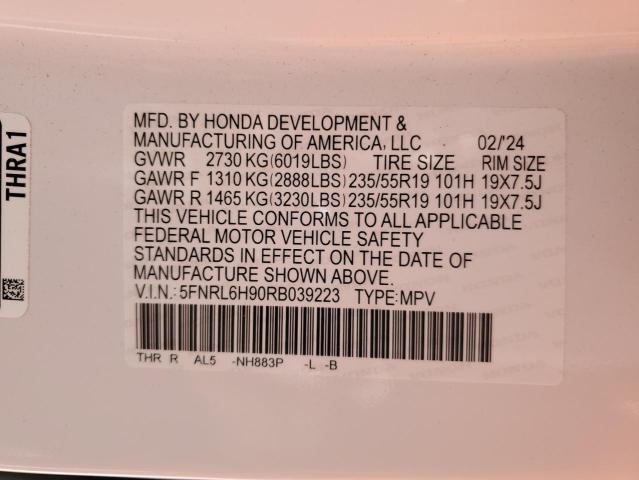 MFD. BY HONDA DEVELOPMENT &
MANUFACTURING OF AMERICA, LLC 02/'24
GVWR 2730 KG(6019LBS) TIRE SIZE RIM SIZE
GAWR F 1310 KG(2888LBS) 235/55R19 101H 19X7.5J
GAWR R 1465 KG(3230LBS) 235/55R19 101H 19X7.5J
THIS VEHICLE CONFORMS TO ALL APPLICABLE
FEDERAL MOTOR VEHICLE SAFETY
STANDARDS IN EFFECT ON THE DATE OF
MANUFACTURE SHOWN ABOVE.
V.I.N.: 5FNRL6H90RB039223 TYPE:MPV
THR R AL5 -NH883P -L -B
THRA1